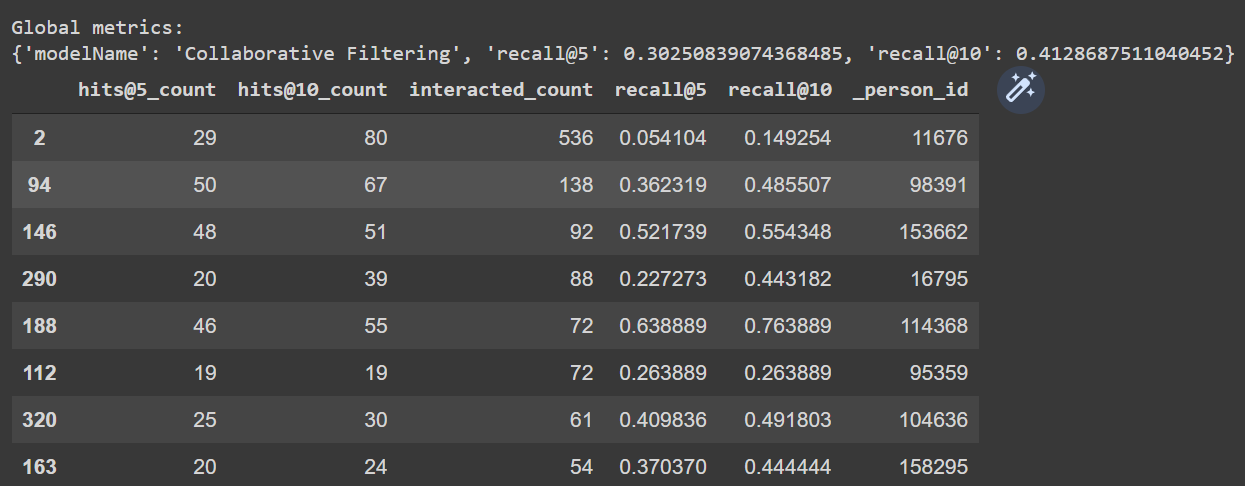 Global metrics:
{'modelName': 'Collaborative Filtering', 'recall@5': 0.30250839074368485, 'recall@10': 0.4128687511040452}
hits@5_count hits@10_count interacted_count recall@5 recall@10 _person_id
2 29 80 536 0.054104 0.149254 11676
94 50 67 138 0.362319 0.485507 98391
146 48 51 92 0.521739 0.554348 153662
290 20 39 88 0.227273 0.443182 16795
188 46 55 72 0.638889 0.763889 114368
112 19 19 72 0.263889 0.263889 95359
320 25 30 61 0.409836 0.491803 104636
163 20 24 54 0.370370 0.444444 158295